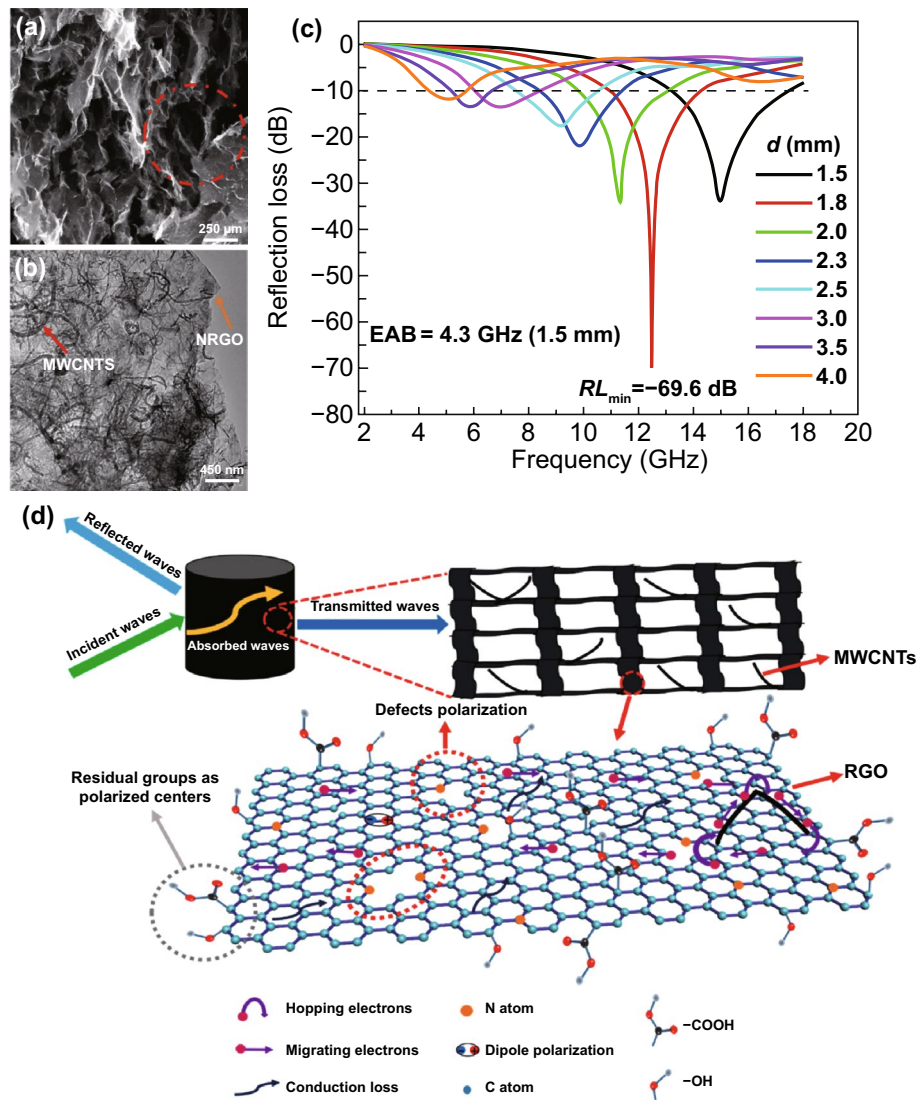 (a)
250 µm
(b)
MWCNTS
NRGO
450 nm
(c)
Reflection loss (dB)
0
−10
−20
−30
−40
−50
−60
−70
−80
d (mm)
1.5
1.8
2.0
2.3
2.5
3.0
3.5
4.0
EAB = 4.3 GHz (1.5 mm)
RLmin=−69.6 dB
2 4 6 8 10 12 14 16 18 20
Frequency (GHz)
(d)
Reflected waves
Incident waves
Absorbed waves
Transmitted waves
MWCNTs
Defects polarization
Residual groups as
polarized centers
RGO
Hopping electrons
N atom
−COOH
Migrating electrons
Dipole polarization
Conduction loss
C atom
−OH